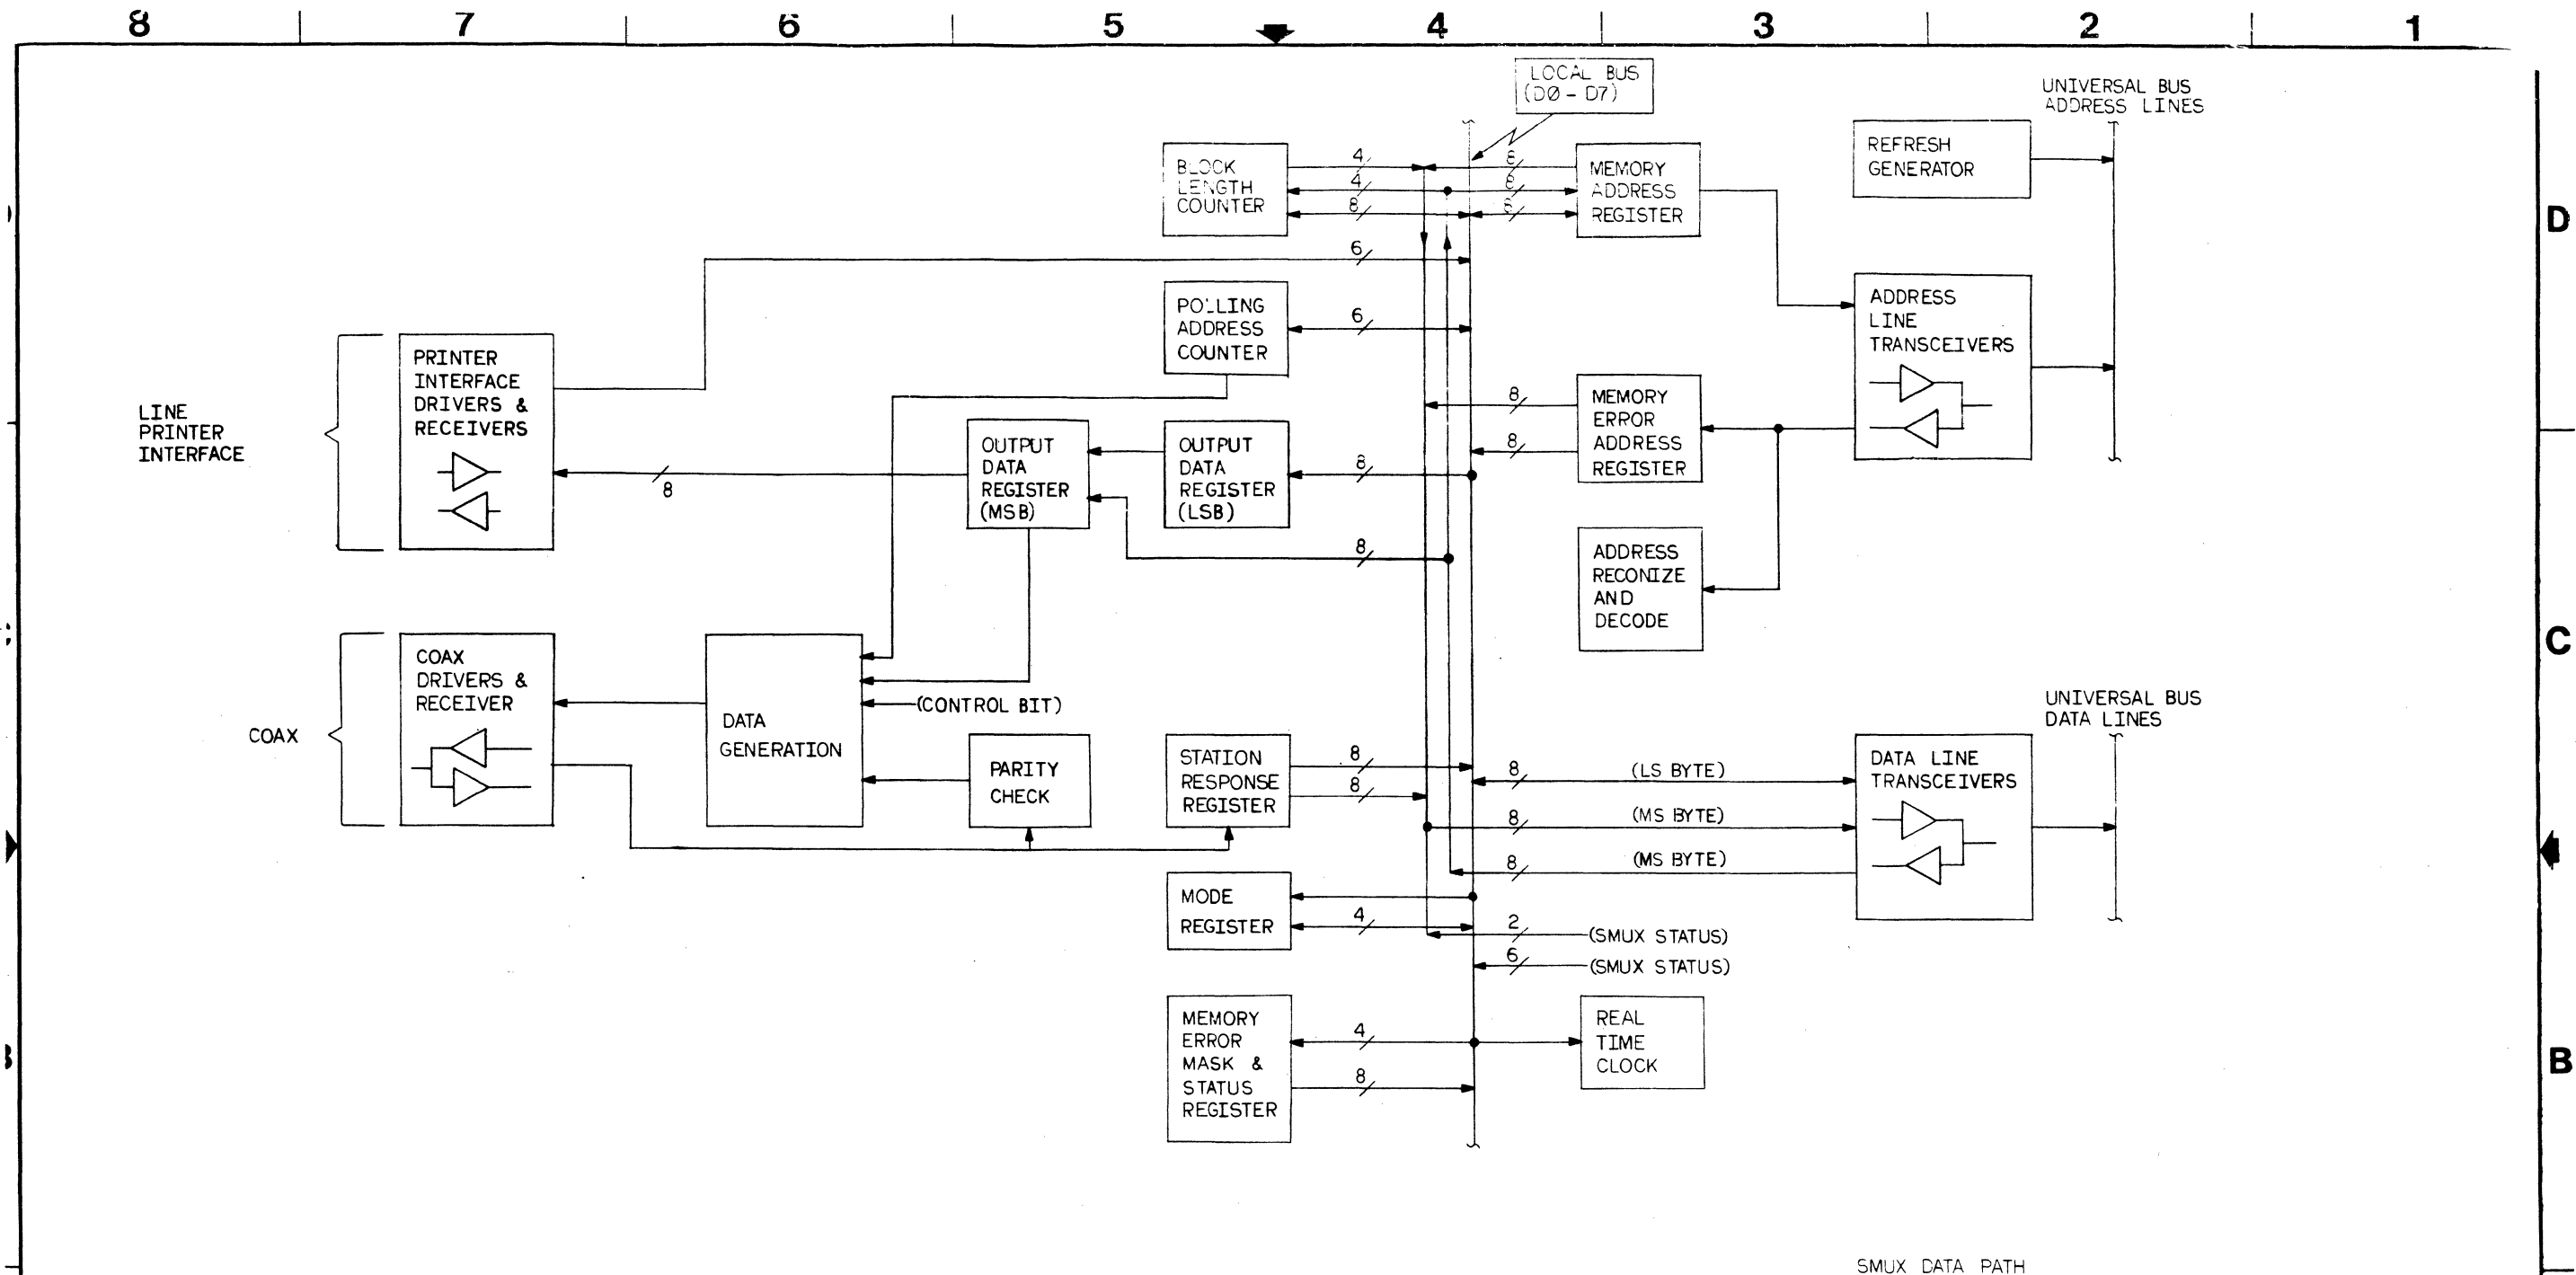 8 7 6 5 4 3 2 1
LOCAL BUS
(DØ - D7)
UNIVERSAL BUS
ADDRESS LINES
BLOCK
LENGTH
COUNTER
4
4
8
8
8
8
MEMORY
ADDRESS
REGISTER
REFRESH
GENERATOR
D
6
POLLING
ADDRESS
COUNTER
6
ADDRESS
LINE
TRANSCEIVERS
LINE
PRINTER
INTERFACE
PRINTER
INTERFACE
DRIVERS &
RECEIVERS
8
OUTPUT
DATA
REGISTER
(MSB)
OUTPUT
DATA
REGISTER
(LSB)
8
8
8
8
MEMORY
ERROR
ADDRESS
REGISTER
ADDRESS
RECONIZE
AND
DECODE
C
COAX
COAX
DRIVERS &
RECEIVER
DATA
GENERATION
(CONTROL BIT)
PARITY
CHECK
STATION
RESPONSE
REGISTER
8
8
8 (LS BYTE)
8 (MS BYTE)
8 (MS BYTE)
DATA LINE
TRANSCEIVERS
UNIVERSAL BUS
DATA LINES
MODE
REGISTER
4
2 (SMUX STATUS)
6 (SMUX STATUS)
MEMORY
ERROR
MASK &
STATUS
REGISTER
4
8
REAL
TIME
CLOCK
B
SMUX DATA PATH